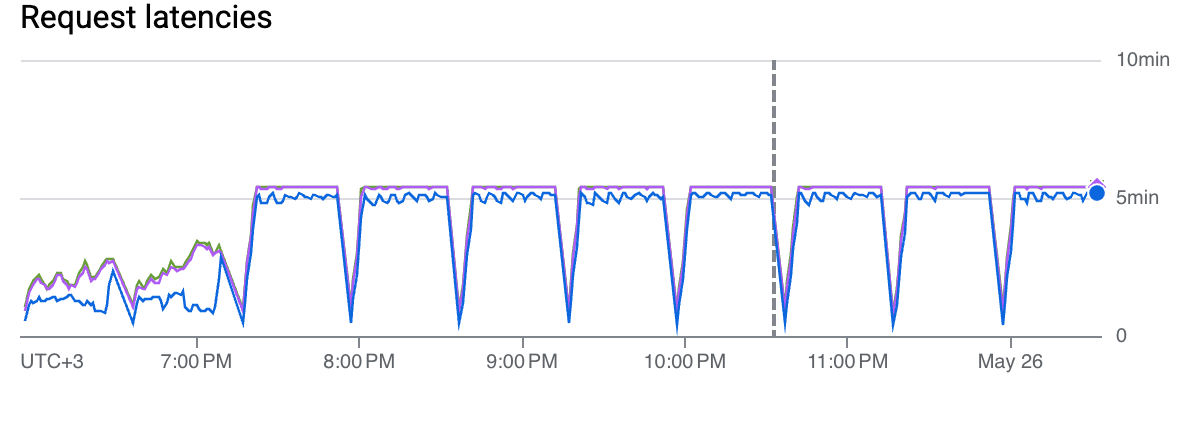 Request latencies
10min
5min
0
UTC+3 7:00 PM 8:00 PM 9:00 PM 10:00 PM 11:00 PM May 26